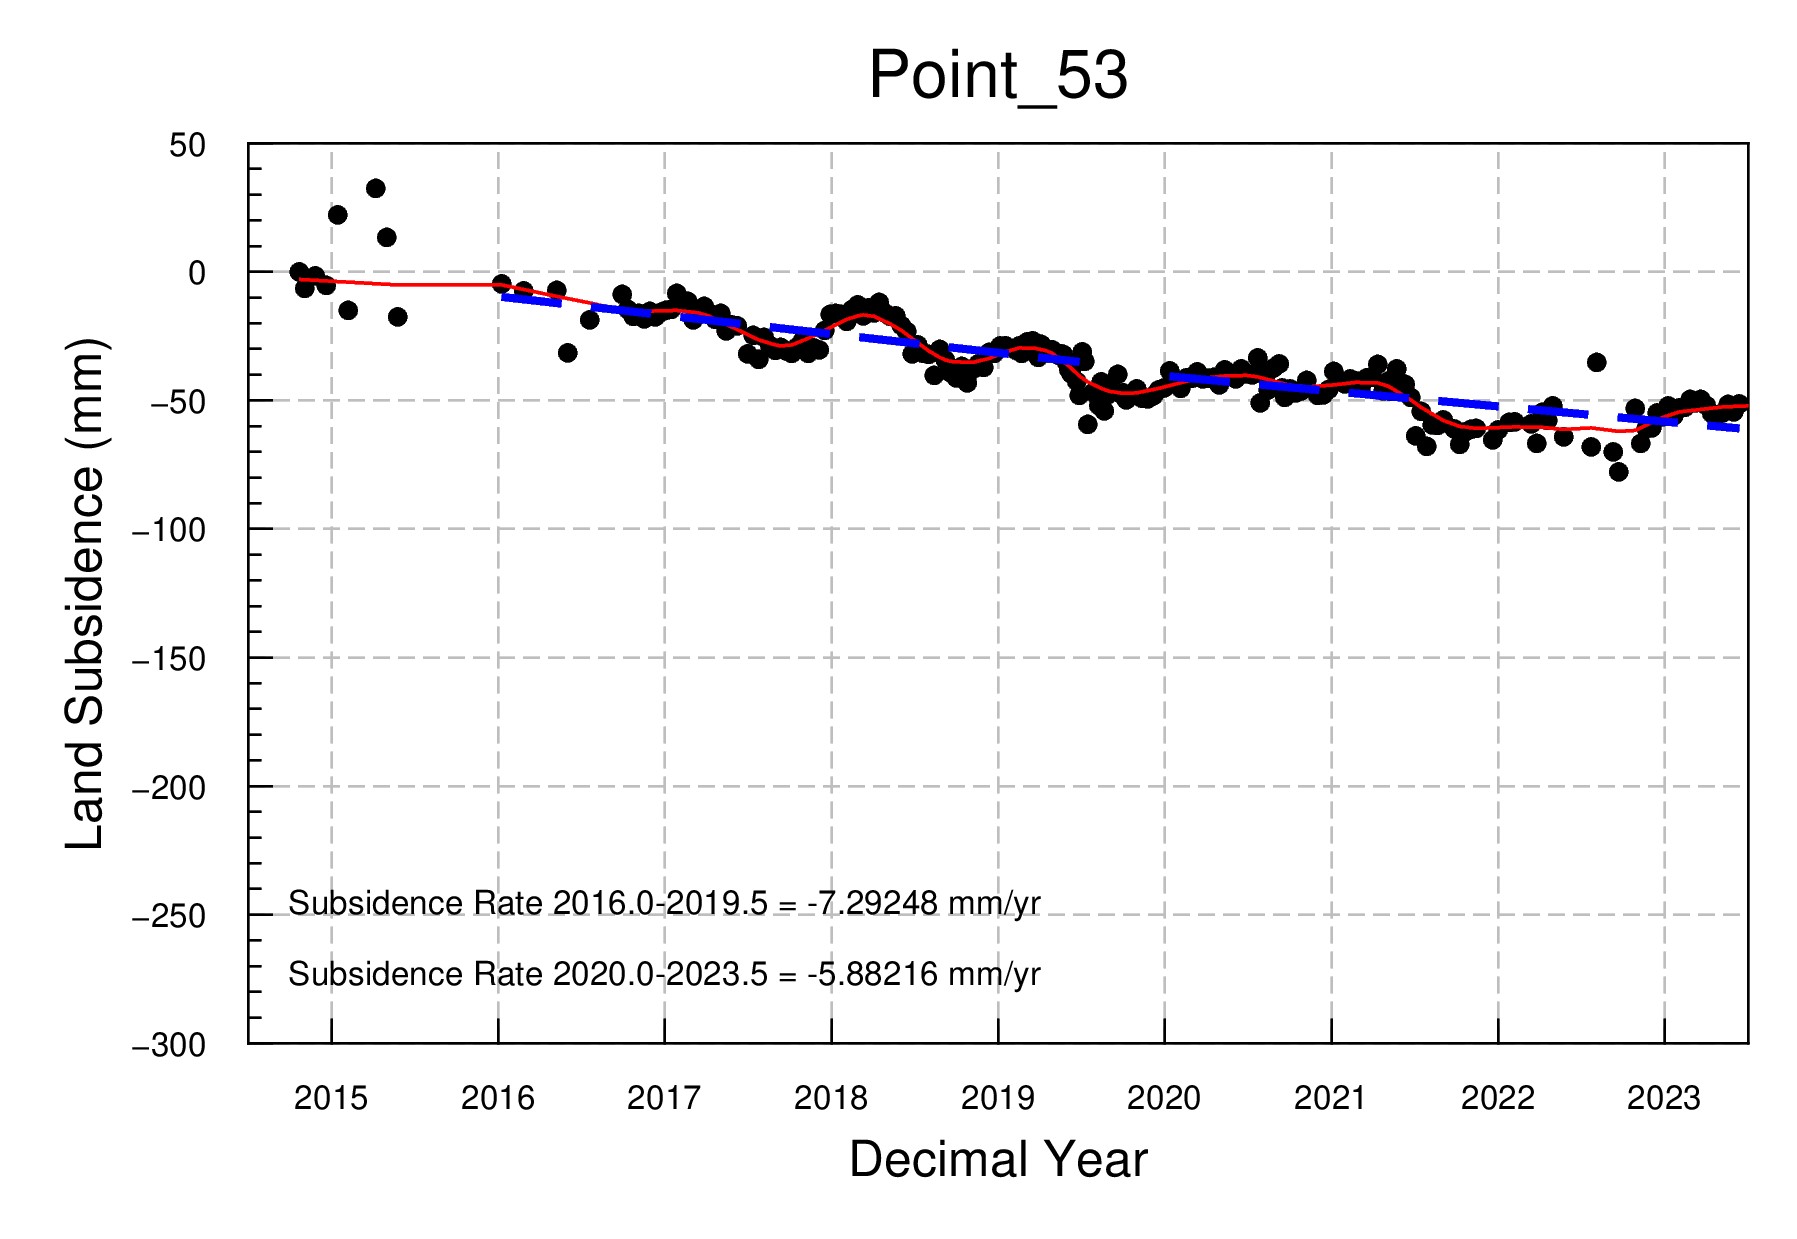 Point_53
50
0
−50
−100
−150
−200
−250
−300
Land Subsidence (mm)
Subsidence Rate 2016.0-2019.5 = -7.29248 mm/yr
Subsidence Rate 2020.0-2023.5 = -5.88216 mm/yr
2015 2016 2017 2018 2019 2020 2021 2022 2023
Decimal Year